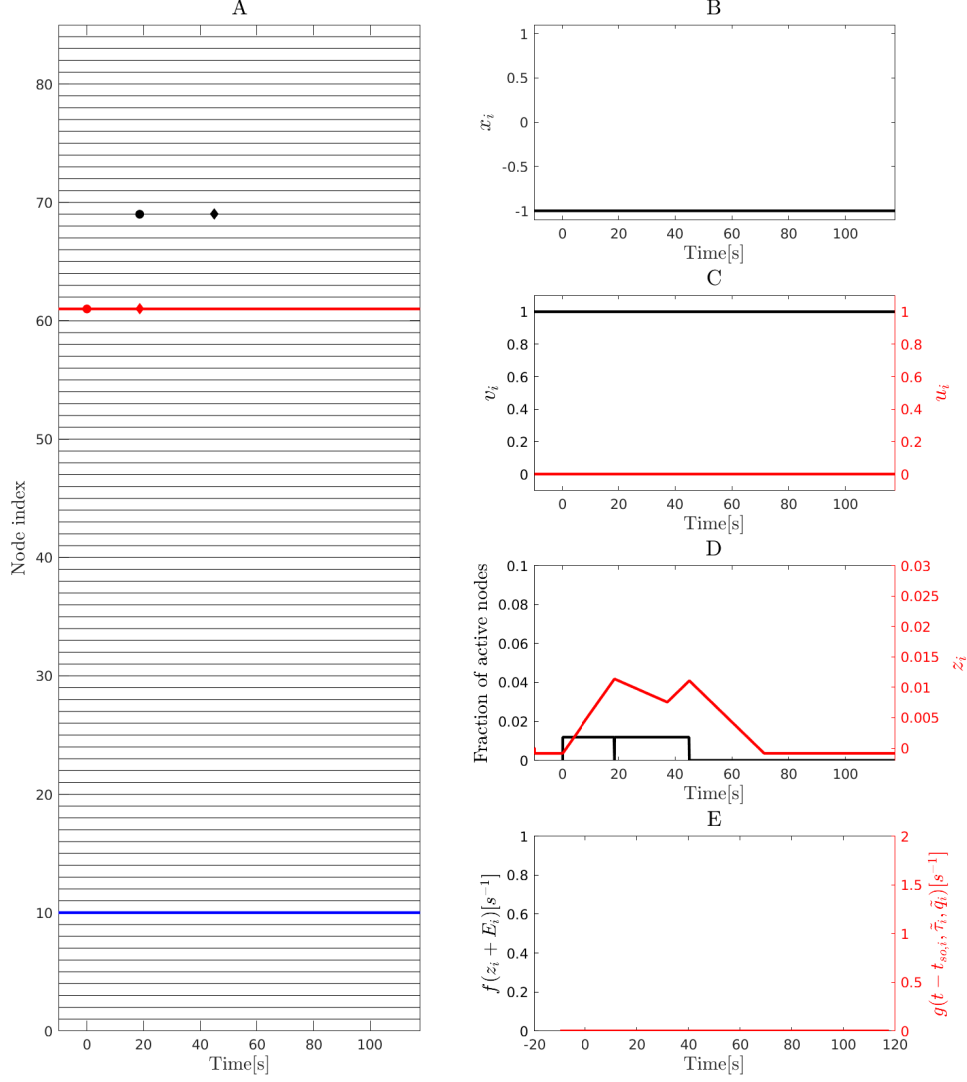 A
Node index
80
70
60
50
40
30
20
10
0
0 20 40 60 80 100
Time[s]
B
x_i
1
0.5
0
-0.5
-1
0 20 40 60 80 100
Time[s]
C
v_i
1
0.8
0.6
0.4
0.2
0
u_i
1
0.8
0.6
0.4
0.2
0
0 20 40 60 80 100
Time[s]
D
Fraction of active nodes
0.1
0.08
0.06
0.04
0.02
0
z_i
0.03
0.025
0.02
0.015
0.01
0.005
0
0 20 40 60 80 100
Time[s]
E
f(z_i + E_i)[s^{-1}]
1
0.8
0.6
0.4
0.2
0
g(t − t_{so,i}, τ̃_i, q̃_i)[s^{-1}]
2
1.5
1
0.5
0
-20 0 20 40 60 80 100 120
Time[s]